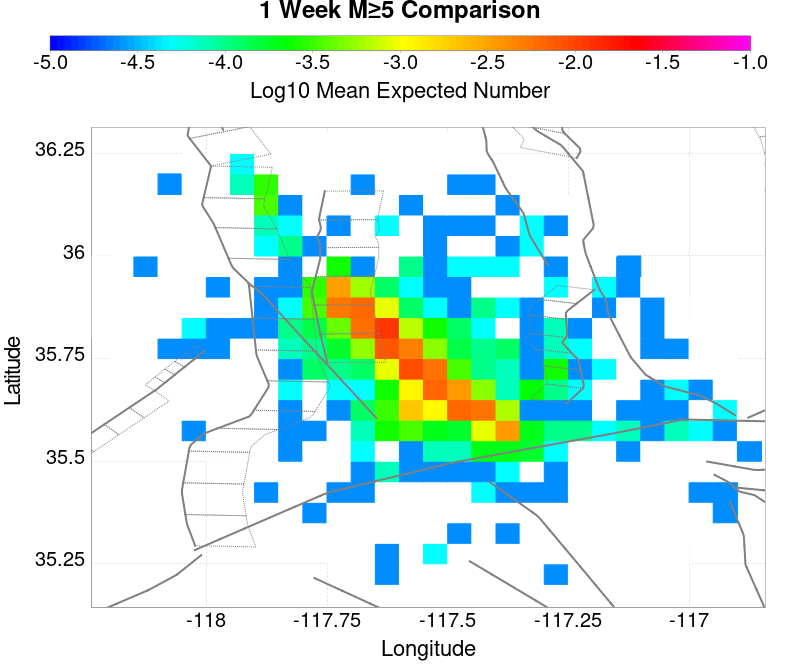 1 Week M≥5 Comparison
-5.0 -4.5 -4.0 -3.5 -3.0 -2.5 -2.0 -1.5 -1.0
Log10 Mean Expected Number
36.25
36
35.75
35.5
35.25
Latitude
-118 -117.75 -117.5 -117.25 -117
Longitude